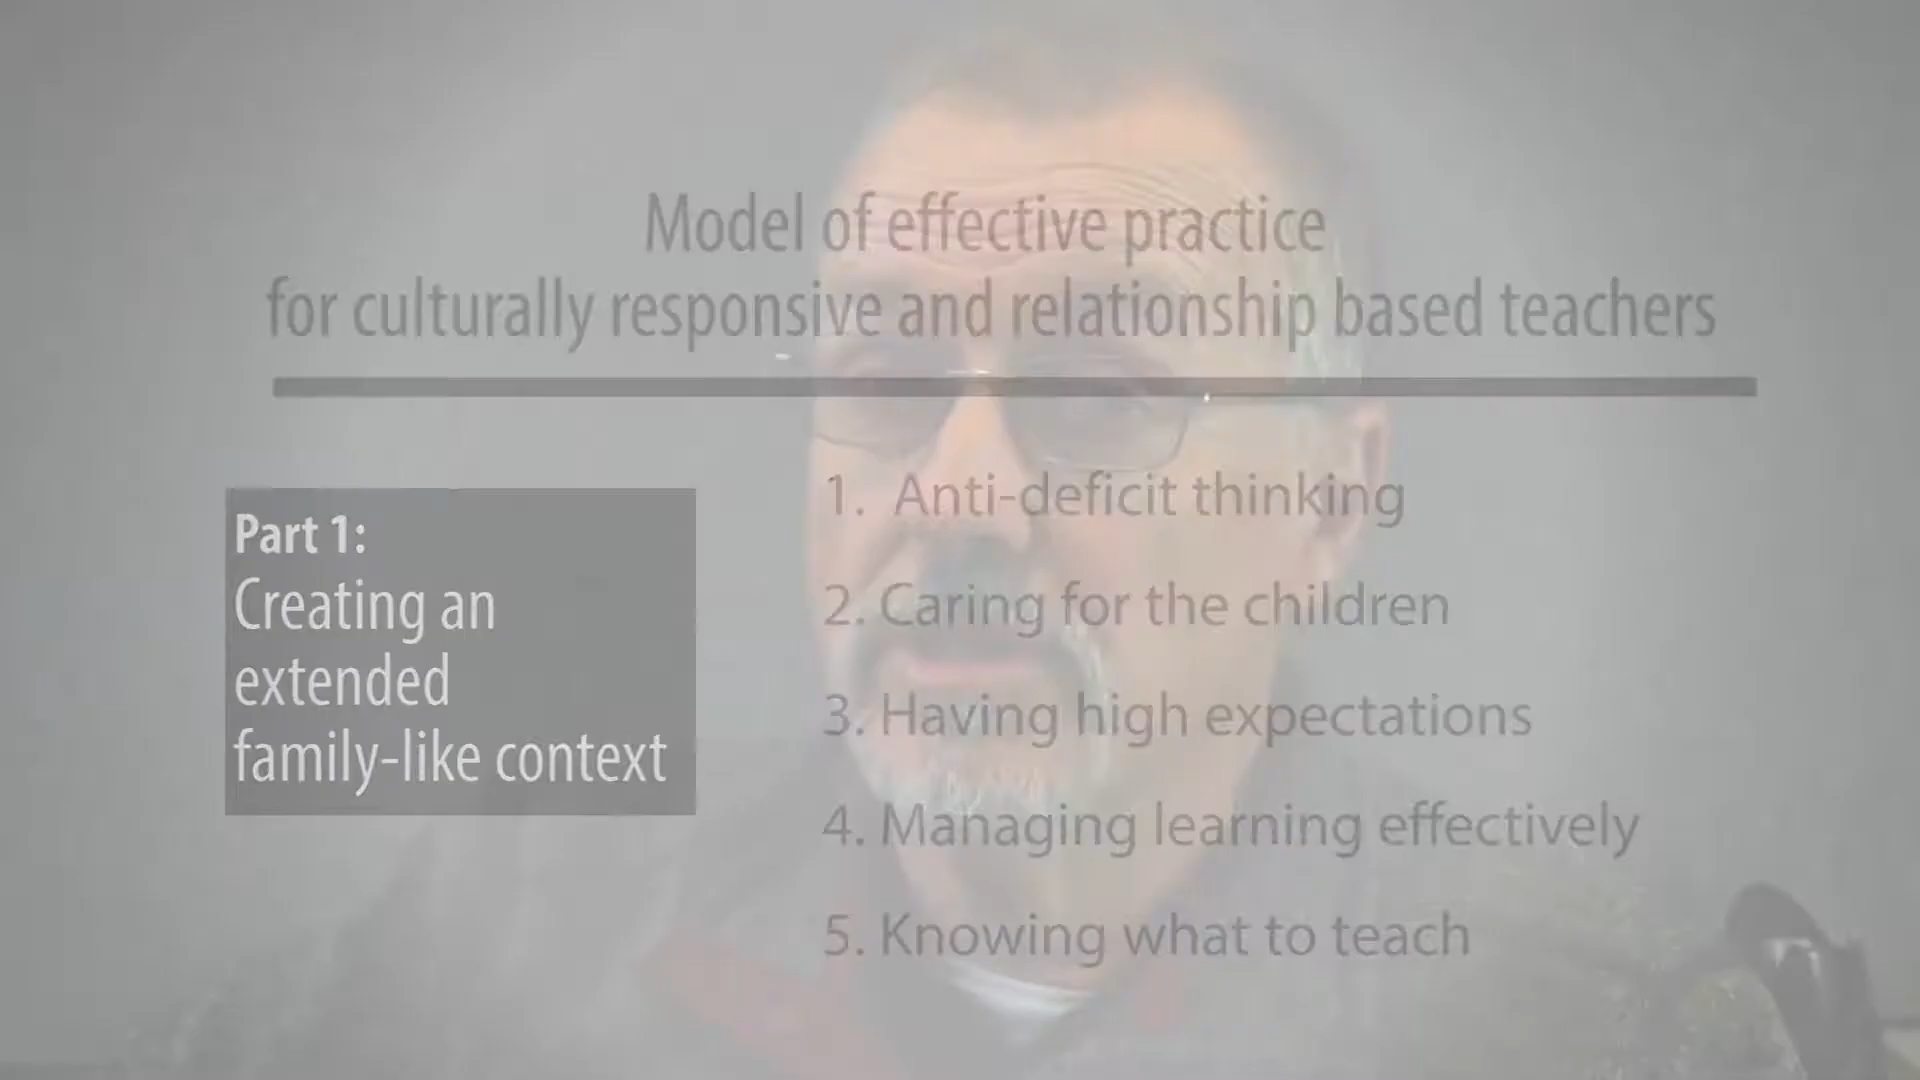 Model of effective practice
for culturally responsive and relationship based teachers
Part 1:
Creating an
extended
family-like context
1. Anti-deficit thinking
2. Caring for the children
3. Having high expectations
4. Managing learning effectively
5. Knowing what to teach